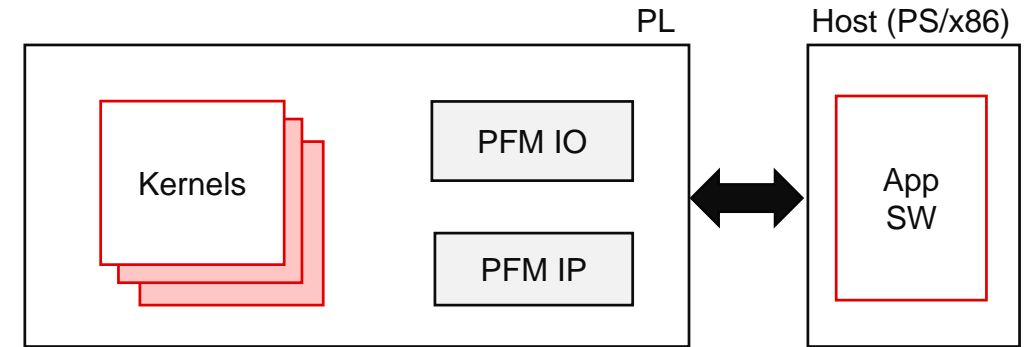 PL
Host (PS/x86)
Kernels
PFM IO
PFM IP
App
SW